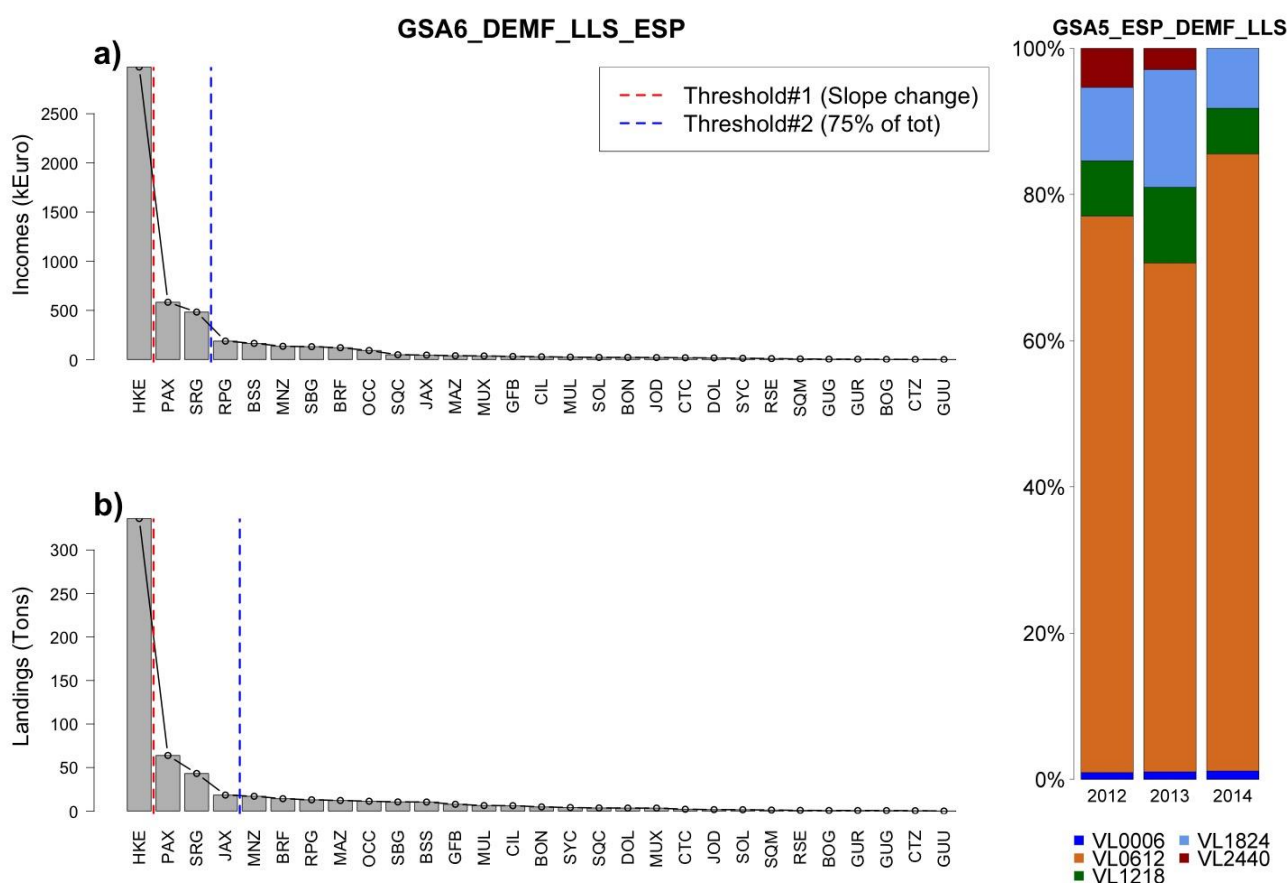 GSA6_DEMF_LLS_ESP
a)
Incomes (kEuro)
2500
2000
1500
1000
500
0
Threshold#1 (Slope change)
Threshold#2 (75% of tot)
HKE PAX SRG RPG BSS MNZ SBG BRF OCC SQC JAX MAZ MUX GFB CIL MUL SOL BON JOD CTC DOL SYC RSE SQM GUG GUR BOG CTZ GUU
b)
Landings (Tons)
300
250
200
150
100
50
0
HKE PAX SRG JAX MNZ BRF RPG MAZ OCC SBG BSS GFB MUL CIL BON SYC SQC DOL MUX CTC JOD SOL SQM RSE BOG GUR GUG CTZ GUU
GSA5_ESP_DEMF_LLS
100%
80%
60%
40%
20%
0%
2012 2013 2014
VL0006 VL1824
VL0612 VL2440
VL1218